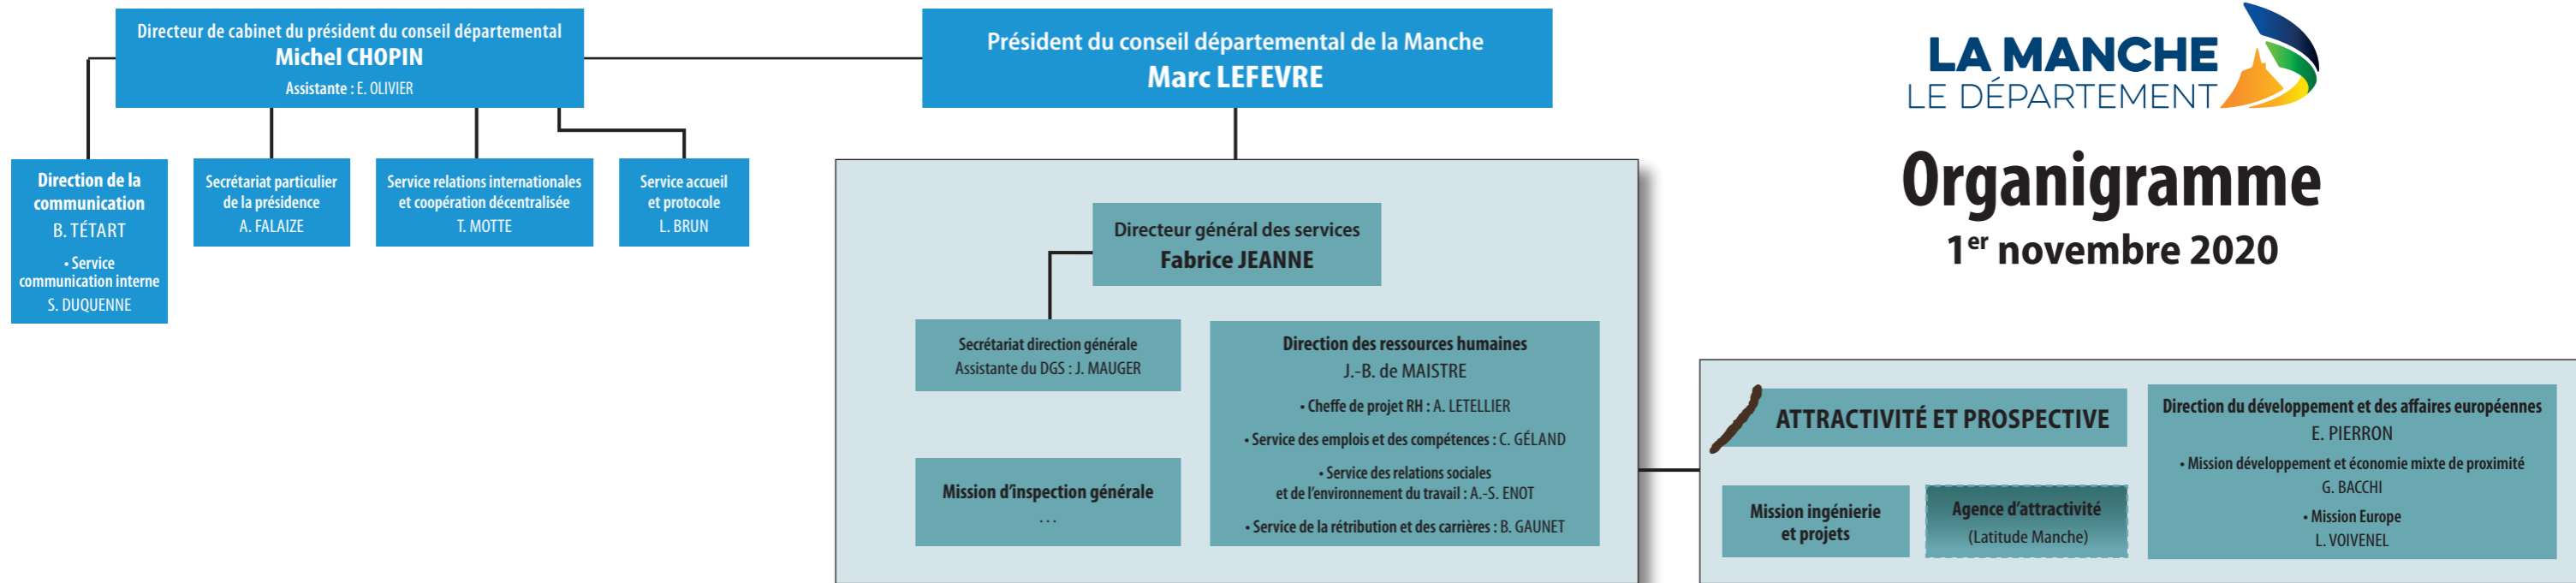 Directeur de cabinet du président du conseil départemental
Michel CHOPIN
Assistante : E. OLIVIER
Président du conseil départemental de la Manche
Marc LEFEVRE
LA MANCHE
LE DÉPARTEMENT
Organigramme
1er novembre 2020
Direction de la
communication
B. TÉTART
• Service
communication interne
S. DUQUENNE
Secrétariat particulier
de la présidence
A. FALAIZE
Service relations internationales
et coopération décentralisée
T. MOTTE
Service accueil
et protocole
L. BRUN
Directeur général des services
Fabrice JEANNE
Secrétariat direction générale
Assistante du DGS : J. MAUGER
Mission d'inspection générale
...
Direction des ressources humaines
J.-B. de MAISTRE
• Cheffe de projet RH : A. LETELLIER
• Service des emplois et des compétences : C. GÉLAND
• Service des relations sociales
et de l'environnement du travail : A.-S. ENOT
• Service de la rétribution et des carrières : B. GAUNET
ATTRACTIVITÉ ET PROSPECTIVE
Mission ingénierie
et projets
Agence d'attractivité
(Latitude Manche)
Direction du développement et des affaires européennes
E. PIERRON
• Mission développement et économie mixte de proximité
G. BACCHI
• Mission Europe
L. VOIVENEL